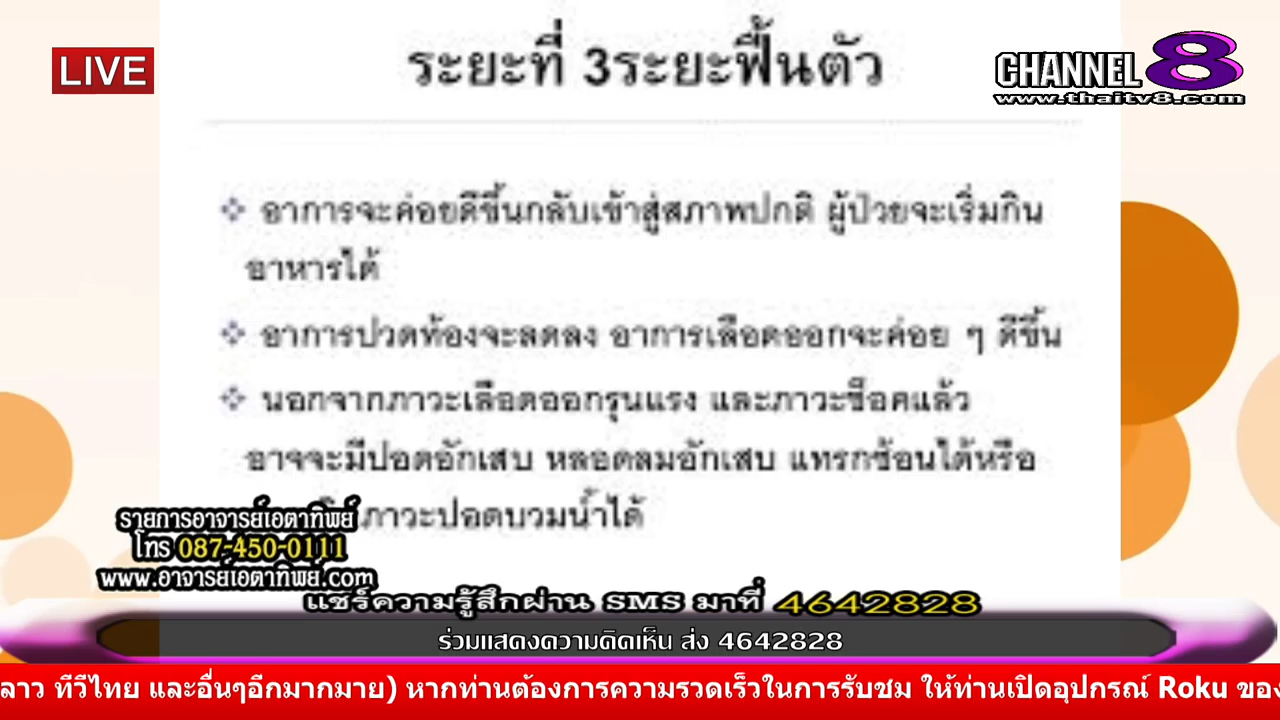 LIVE
CHANNEL 8
www.thaitv8.com
ระยะที่ 3ระยะฟื้นตัว
อาการจะค่อยดีขึ้นกลับเข้าสู่สภาพปกติ ผู้ป่วยจะเริ่มกิน
อาหารได้
อาการปวดท้องจะลดลง อาการเลือดออกจะค่อย ๆ ดีขึ้น
นอกจากภาวะเลือดออกรุนแรง และภาวะช็อคแล้ว
อาจจะมีปอดอักเสบ หลอดลมอักเสบ แทรกซ้อนได้หรือ
ภาวะปอดบวมน้ำได้
รายการอาจารย์เอตาทิพย์
โทร 087-450-0111
www.อาจารย์เอตาทิพย์.com
แชร์ความรู้สึกผ่าน SMS มาที่ 4642828
ร่วมแสดงความคิดเห็น ส่ง 4642828
ลาว ทีวีไทย และอื่นๆอีกมากมาย) หากท่านต้องการความรวดเร็วในการรับชม ให้ท่านเปิดอุปกรณ์ Roku ของ